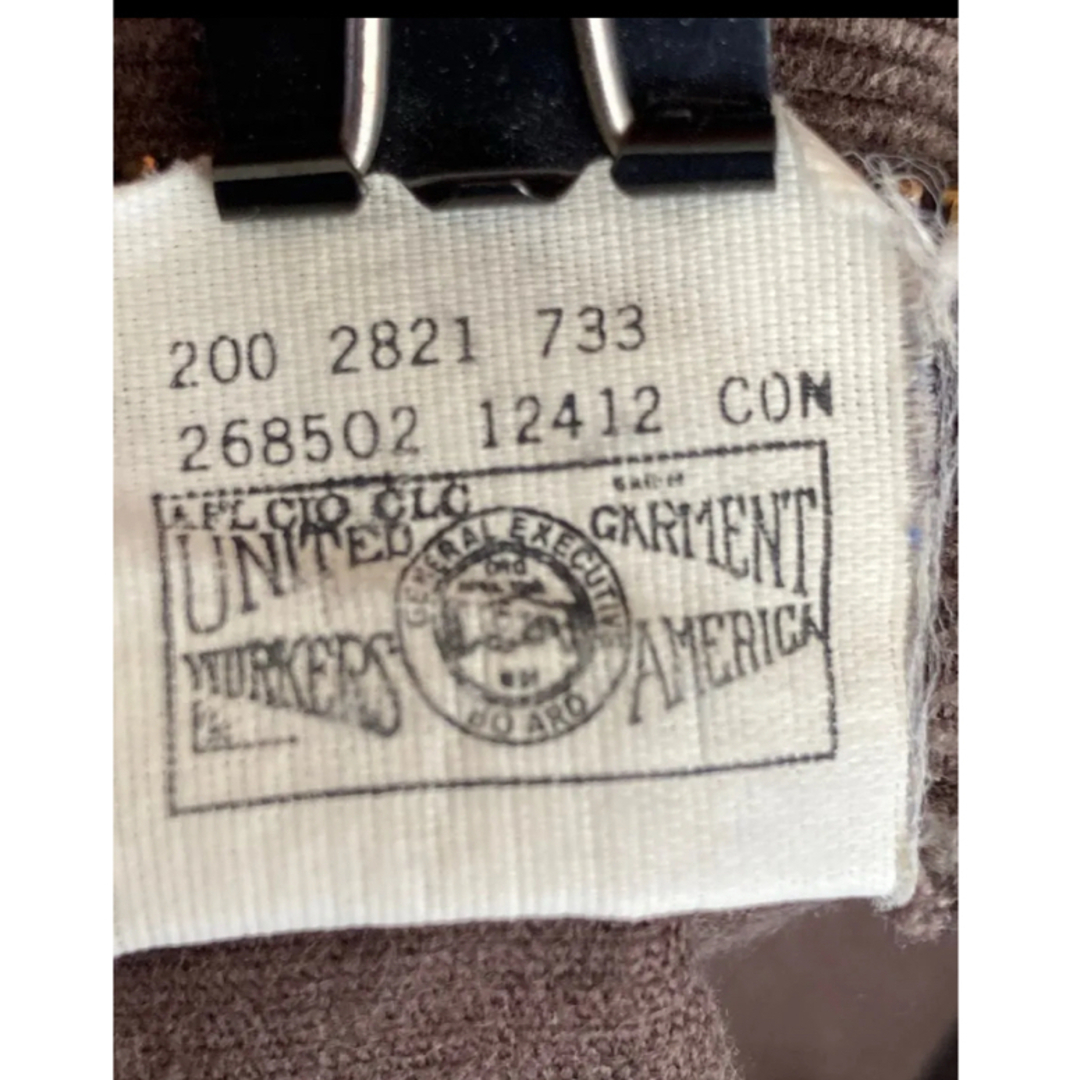 200 2821 733
268502 12412 CON
AFL CIO CLC
UNITED GARMENT
WORKERS AMERICA
GENERAL EXECUTIVE
BOARD